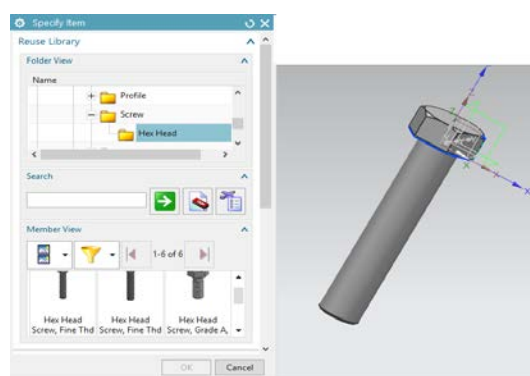 Specify Item
Reuse Library
Folder View
Name
Profile
Screw
Hex Head
Search
Member View
1-6 of 6
Hex Head Hex Head Hex Head
Screw, Fine Thd Screw, Fine Thd Screw, Grade A,
OK Cancel